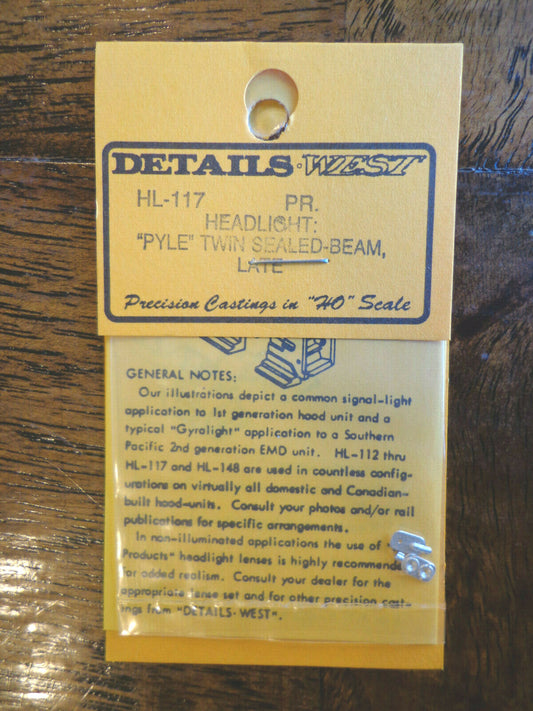 DETAILS·WEST
HL-117 PR.
HEADLIGHT:
"PYLE" TWIN SEALED-BEAM,
LATE
Precision Castings in "HO" Scale
GENERAL NOTES:
Our illustrations depict a common signal-light
application to 1st generation hood unit and a
typical "Gyralight" application to a Southern
Pacific 2nd generation EMD unit. HL-112 thru
HL-117 and HL-148 are used in countless config-
urations on virtually all domestic and Canadian-
built hood-units. Consult your photos and/or rail
publications for specific arrangements.
In non-illuminated applications the use of
Products" headlight lenses is highly recommende
for added realism. Consult your dealer for the
appropriate lense set and for other precision cast-
ings from "DETAILS·WEST".